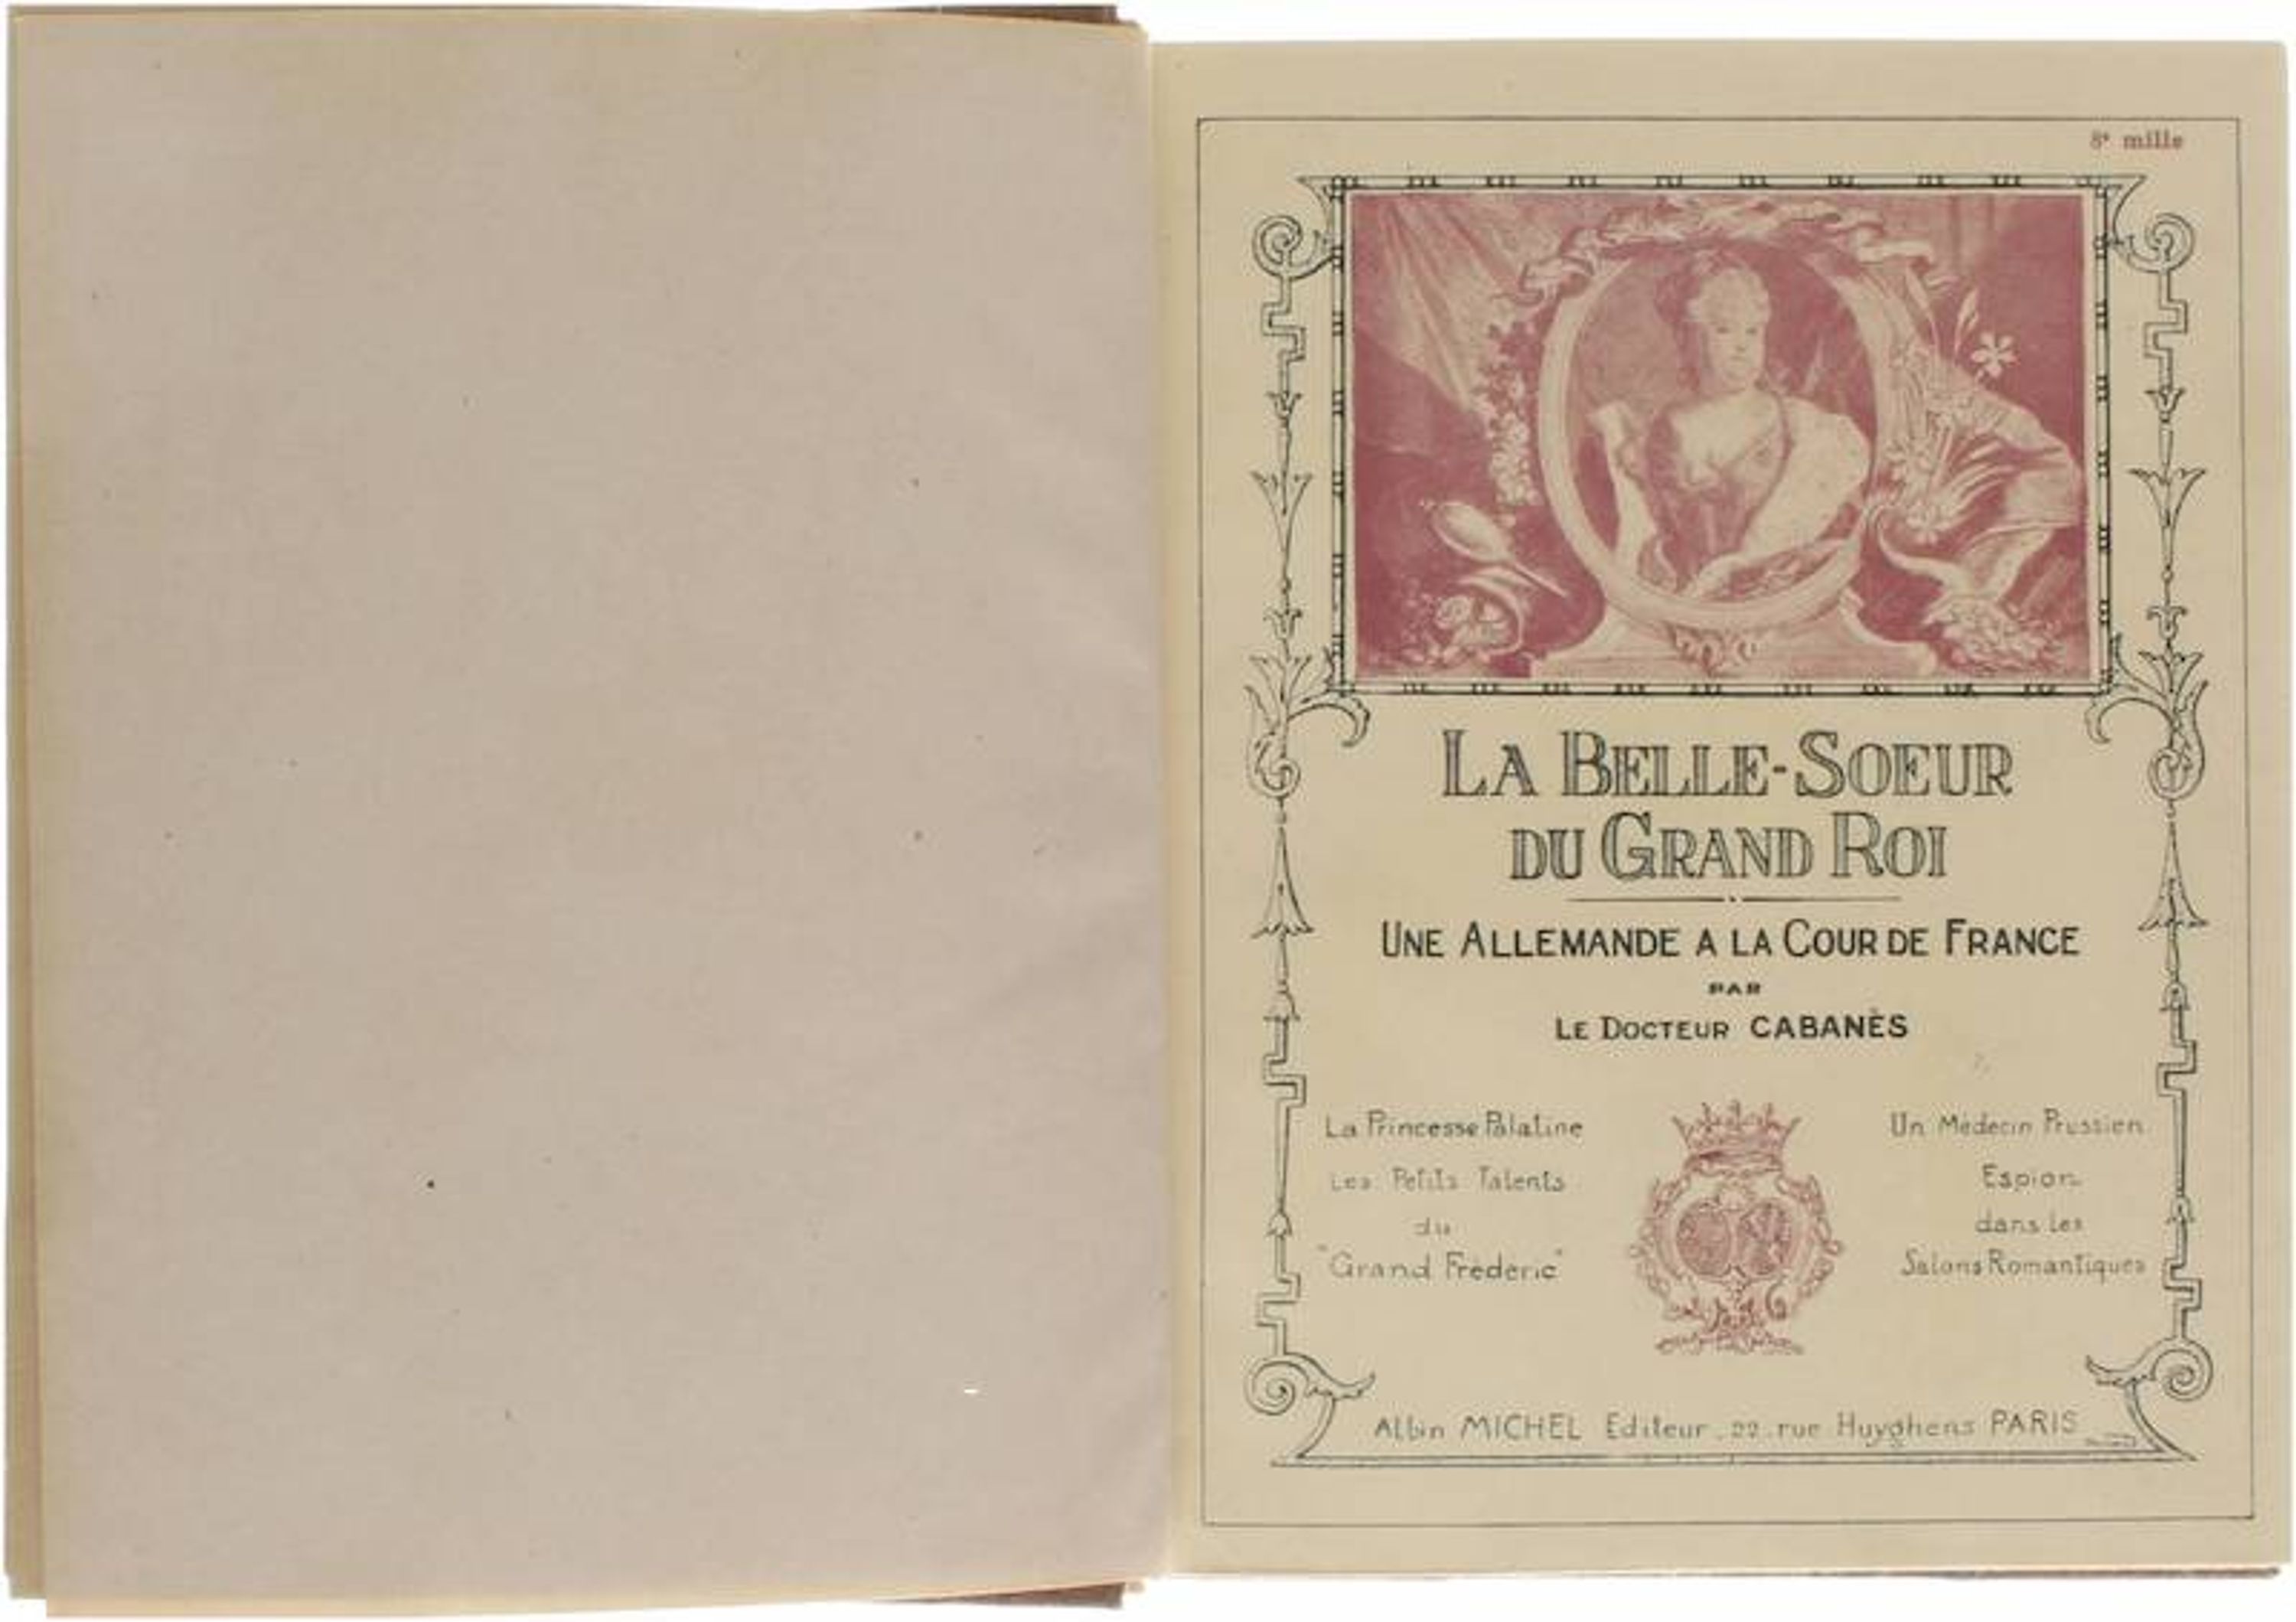 8e mille
LA BELLE-SOEUR
DU GRAND ROI
UNE ALLEMANDE A LA COUR DE FRANCE
PAR
LE DOCTEUR CABANÈS
La Princesse Palatine
Les Petits Talents
du
"Grand Frédéric"
Un Médecin Prussien
Espion
dans les
Salons Romantiques
Albin MICHEL Editeur, 22, rue Huyghens PARIS